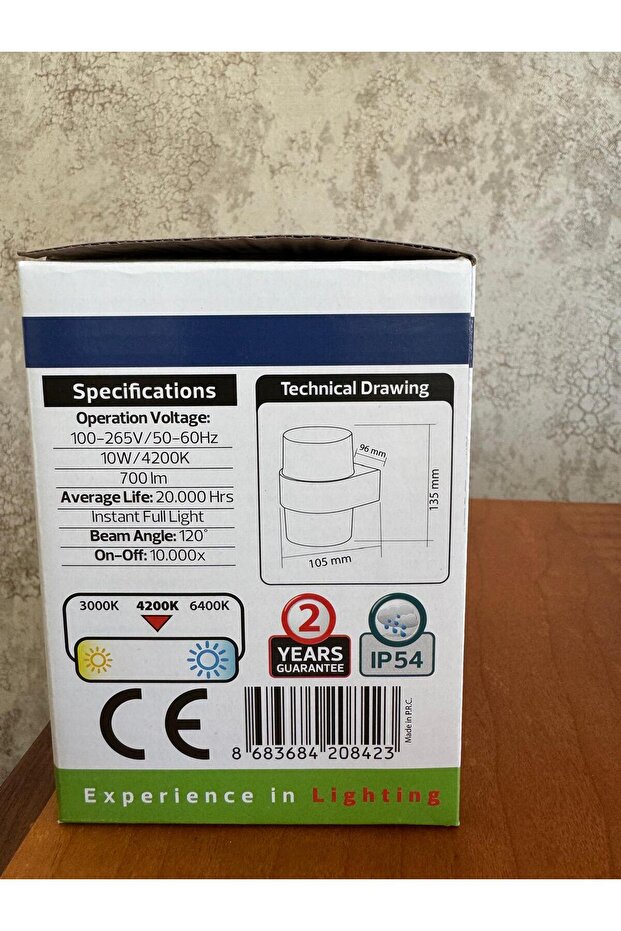 Specifications
Operation Voltage:
100-265V/50-60Hz
10W/4200K
700 lm
Average Life: 20.000 Hrs
Instant Full Light
Beam Angle: 120°
On-Off: 10.000x
Technical Drawing
96 mm
135 mm
105 mm
3000K 4200K 6400K
2
YEARS
GUARANTEE
IP54
CE
8 683684 208423
Made in P.R.C.
Experience in Lighting